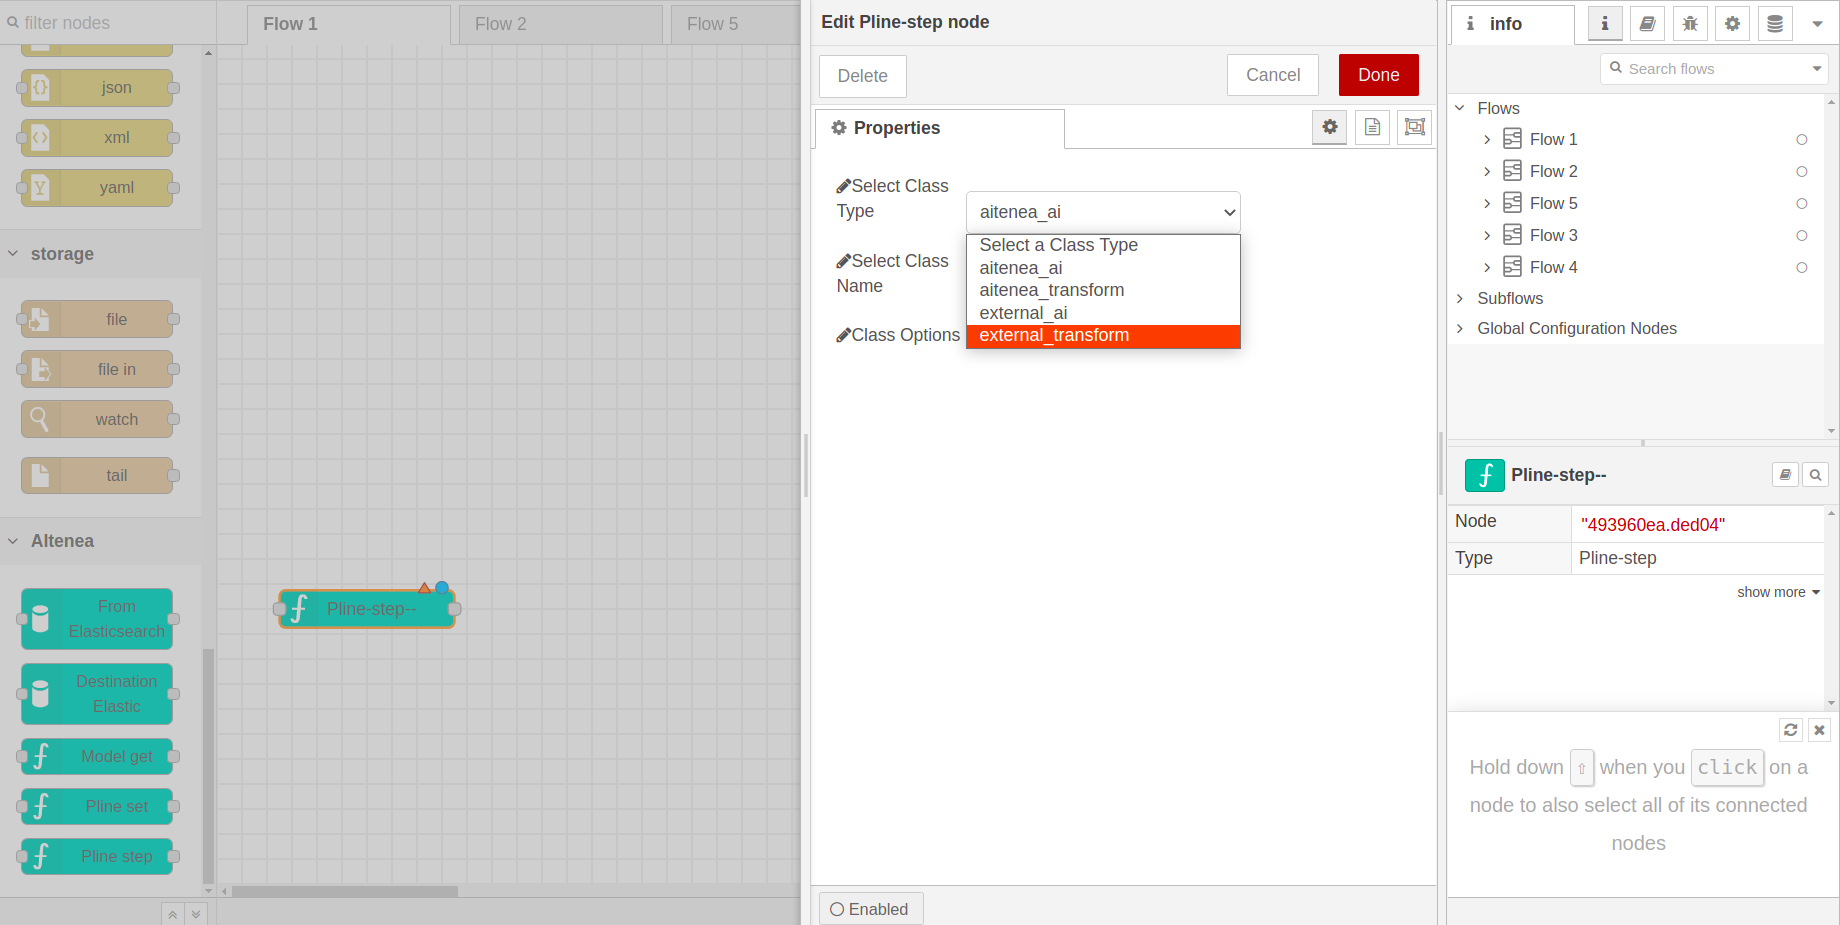 filter nodes
json
xml
yaml
storage
file
file in
watch
tail
AItenea
From
Elasticsearch
Destination
Elastic
Model get
Pline set
Pline step
Flow 1
Flow 2
Flow 5
Pline-step--
Edit Pline-step node
Delete
Cancel
Done
Properties
Select Class
Type
aitenea_ai
Select a Class Type
aitenea_ai
aitenea_transform
external_ai
external_transform
Select Class
Name
Class Options
Enabled
info
Search flows
Flows
Flow 1
Flow 2
Flow 5
Flow 3
Flow 4
Subflows
Global Configuration Nodes
Pline-step--
Node "493960ea.ded04"
Type Pline-step
show more
Hold down ⇧ when you click on a
node to also select all of its connected
nodes